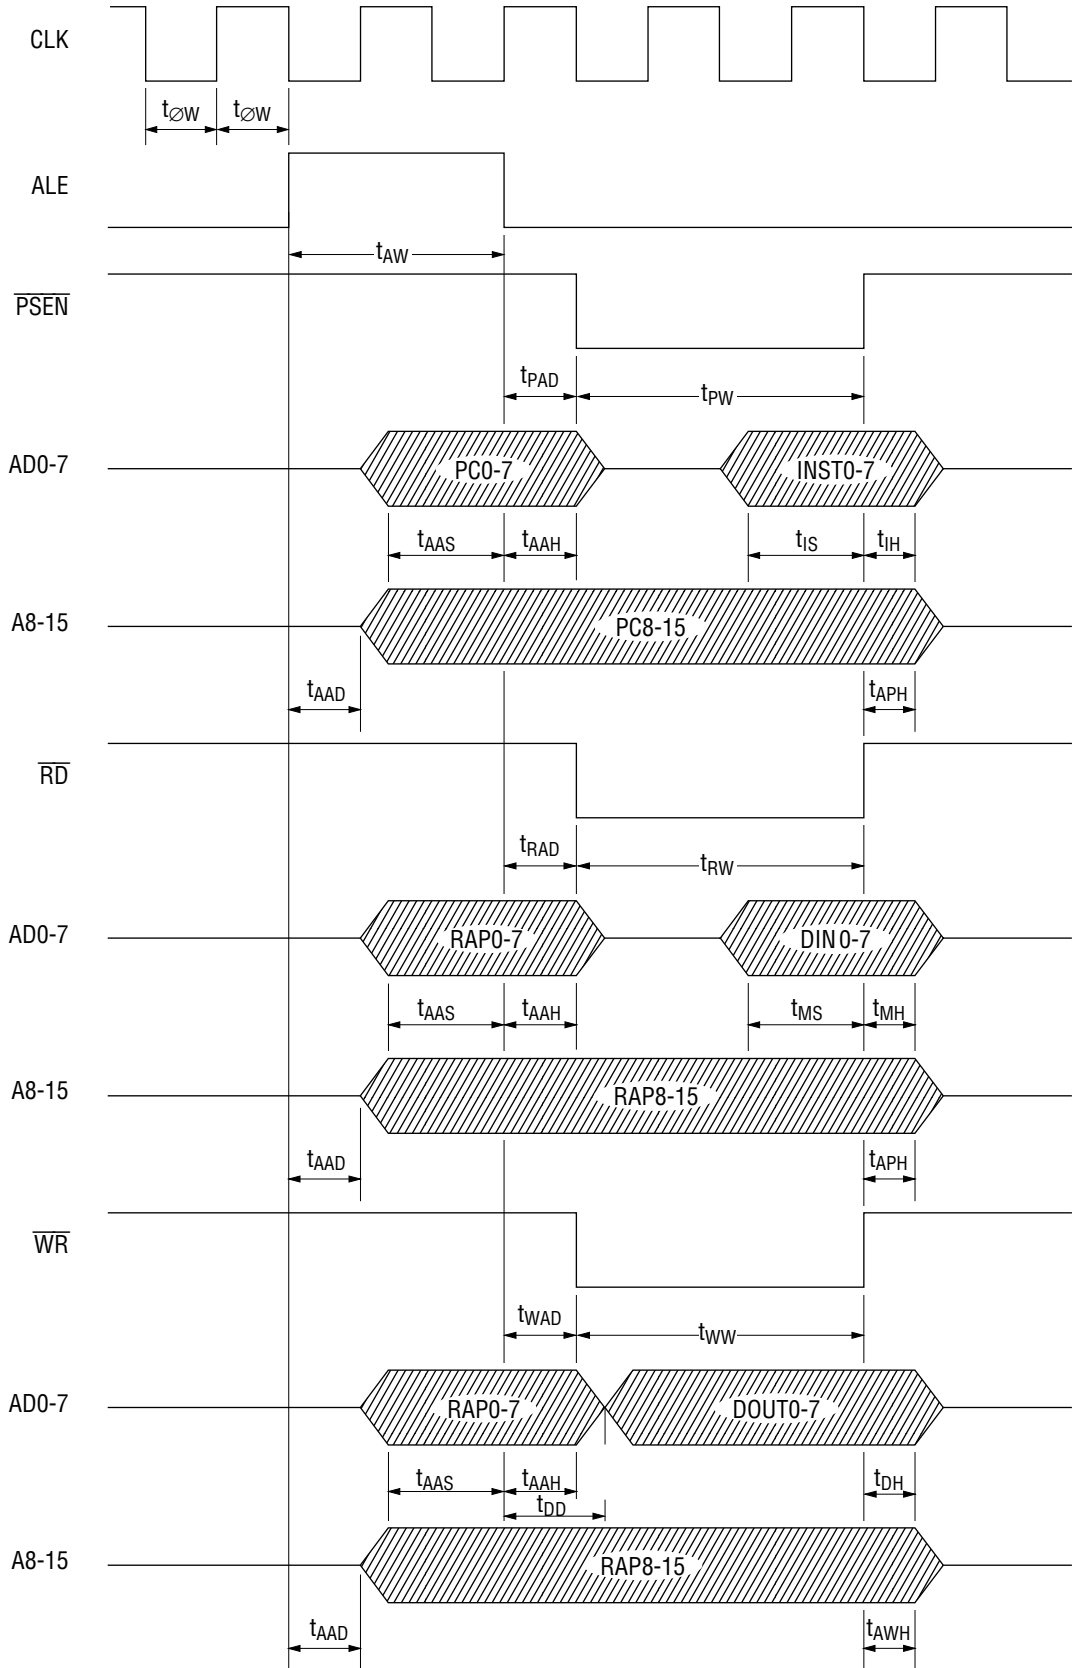 CLK
t∅W t∅W
ALE
tAW
PSEN
tPAD tPW
AD0-7 PC0-7 INST0-7
tAAS tAAH tIS tIH
A8-15 PC8-15
tAAD tAPH
RD
tRAD tRW
AD0-7 RAP0-7 DIN0-7
tAAS tAAH tMS tMH
A8-15 RAP8-15
tAAD tAPH
WR
tWAD tWW
AD0-7 RAP0-7 DOUT0-7
tAAS tAAH tDH
tDD
A8-15 RAP8-15
tAAD tAWH